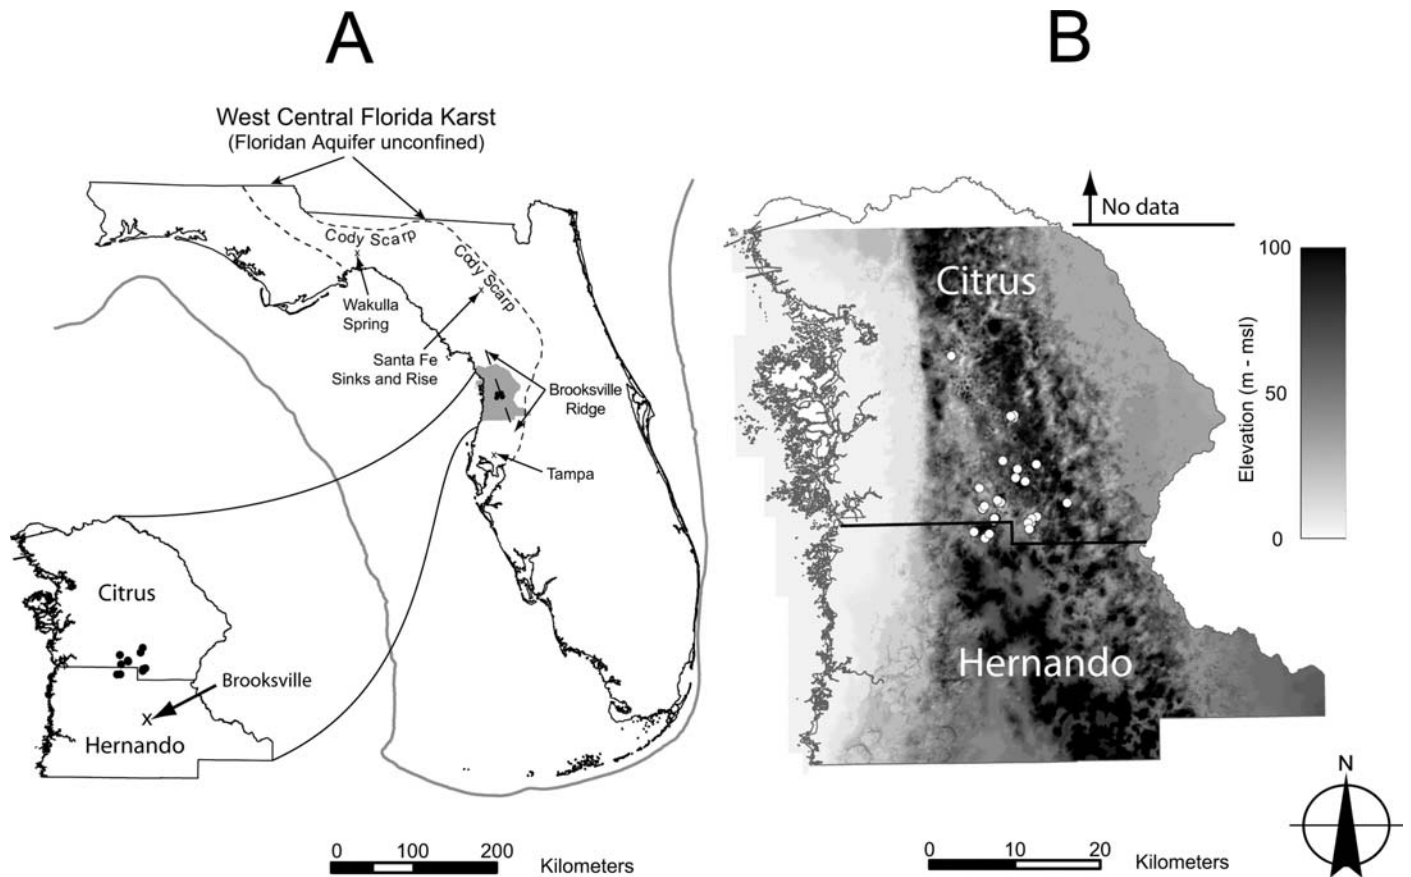 A
West Central Florida Karst
(Floridan Aquifer unconfined)
Cody Scarp
Cody Scarp
Wakulla
Spring
Santa Fe
Sinks and Rise
Brooksville
Ridge
Tampa
Citrus
Brooksville
Hernando
0 100 200
Kilometers
B
No data
Citrus
Hernando
100
50
0
Elevation (m - msl)
N
0 10 20
Kilometers